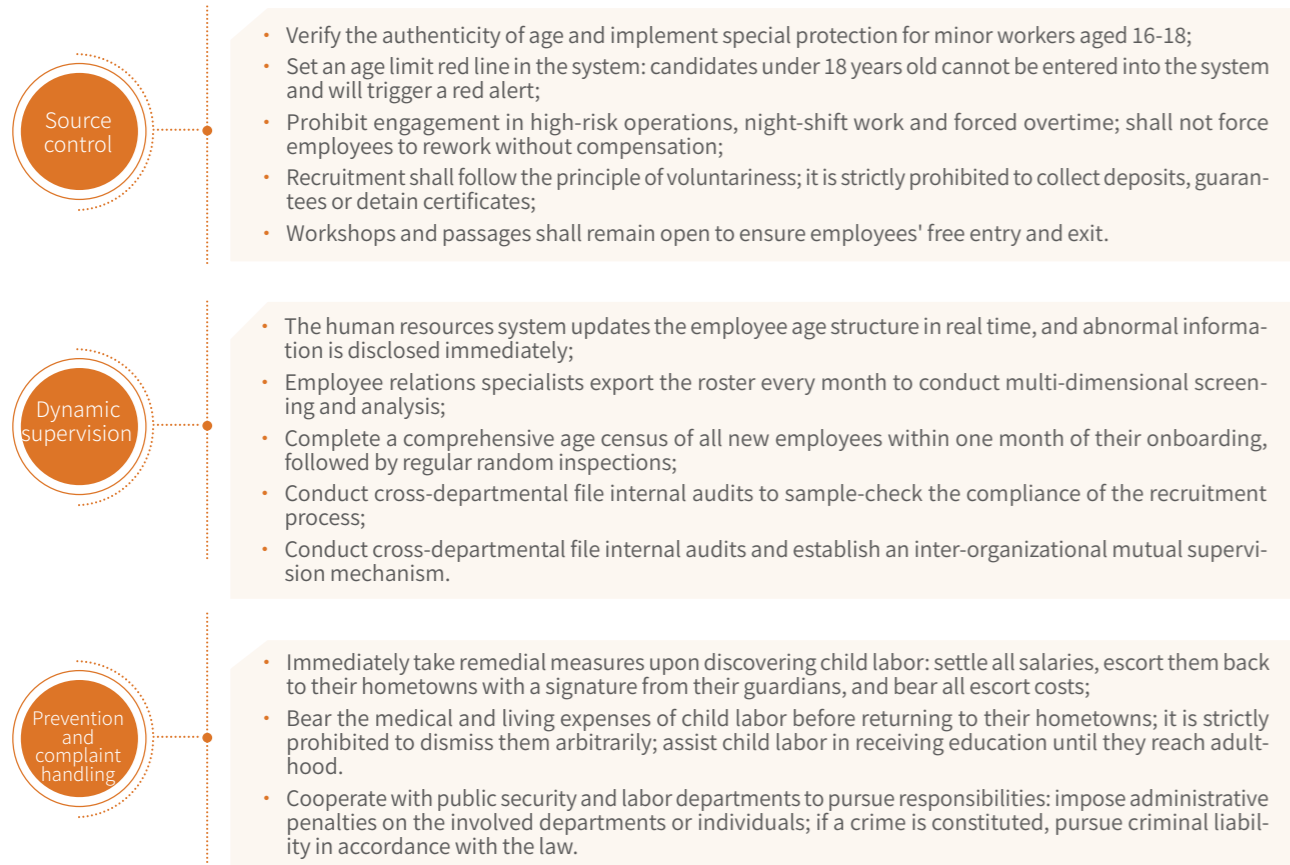 Source
control
• Verify the authenticity of age and implement special protection for minor workers aged 16-18;
• Set an age limit red line in the system: candidates under 18 years old cannot be entered into the system
and will trigger a red alert;
• Prohibit engagement in high-risk operations, night-shift work and forced overtime; shall not force
employees to rework without compensation;
• Recruitment shall follow the principle of voluntariness; it is strictly prohibited to collect deposits, guaran-
tees or detain certificates;
• Workshops and passages shall remain open to ensure employees' free entry and exit.
Dynamic
supervision
• The human resources system updates the employee age structure in real time, and abnormal informa-
tion is disclosed immediately;
• Employee relations specialists export the roster every month to conduct multi-dimensional screen-
ing and analysis;
• Complete a comprehensive age census of all new employees within one month of their onboarding,
followed by regular random inspections;
• Conduct cross-departmental file internal audits to sample-check the compliance of the recruitment
process;
• Conduct cross-departmental file internal audits and establish an inter-organizational mutual supervi-
sion mechanism.
Prevention
and
complaint
handling
• Immediately take remedial measures upon discovering child labor: settle all salaries, escort them back
to their hometowns with a signature from their guardians, and bear all escort costs;
• Bear the medical and living expenses of child labor before returning to their hometowns; it is strictly
prohibited to dismiss them arbitrarily; assist child labor in receiving education until they reach adult-
hood.
• Cooperate with public security and labor departments to pursue responsibilities: impose administrative
penalties on the involved departments or individuals; if a crime is constituted, pursue criminal liabil-
ity in accordance with the law.